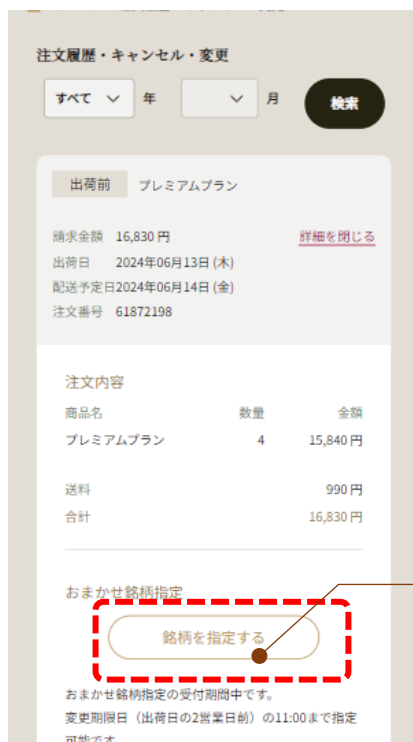 注文履歴・キャンセル・変更
すべて 年 月 検索
出荷前 プレミアムプラン
請求金額 16,830 円 詳細を閉じる
出荷日 2024年06月13日 (木)
配送予定日2024年06月14日 (金)
注文番号 61872198
注文内容
商品名 数量 金額
プレミアムプラン 4 15,840 円
送料 990 円
合計 16,830 円
おまかせ銘柄指定
銘柄を指定する
おまかせ銘柄指定の受付期間中です。
変更期限日（出荷日の2営業日前）の11:00まで指定
可能です